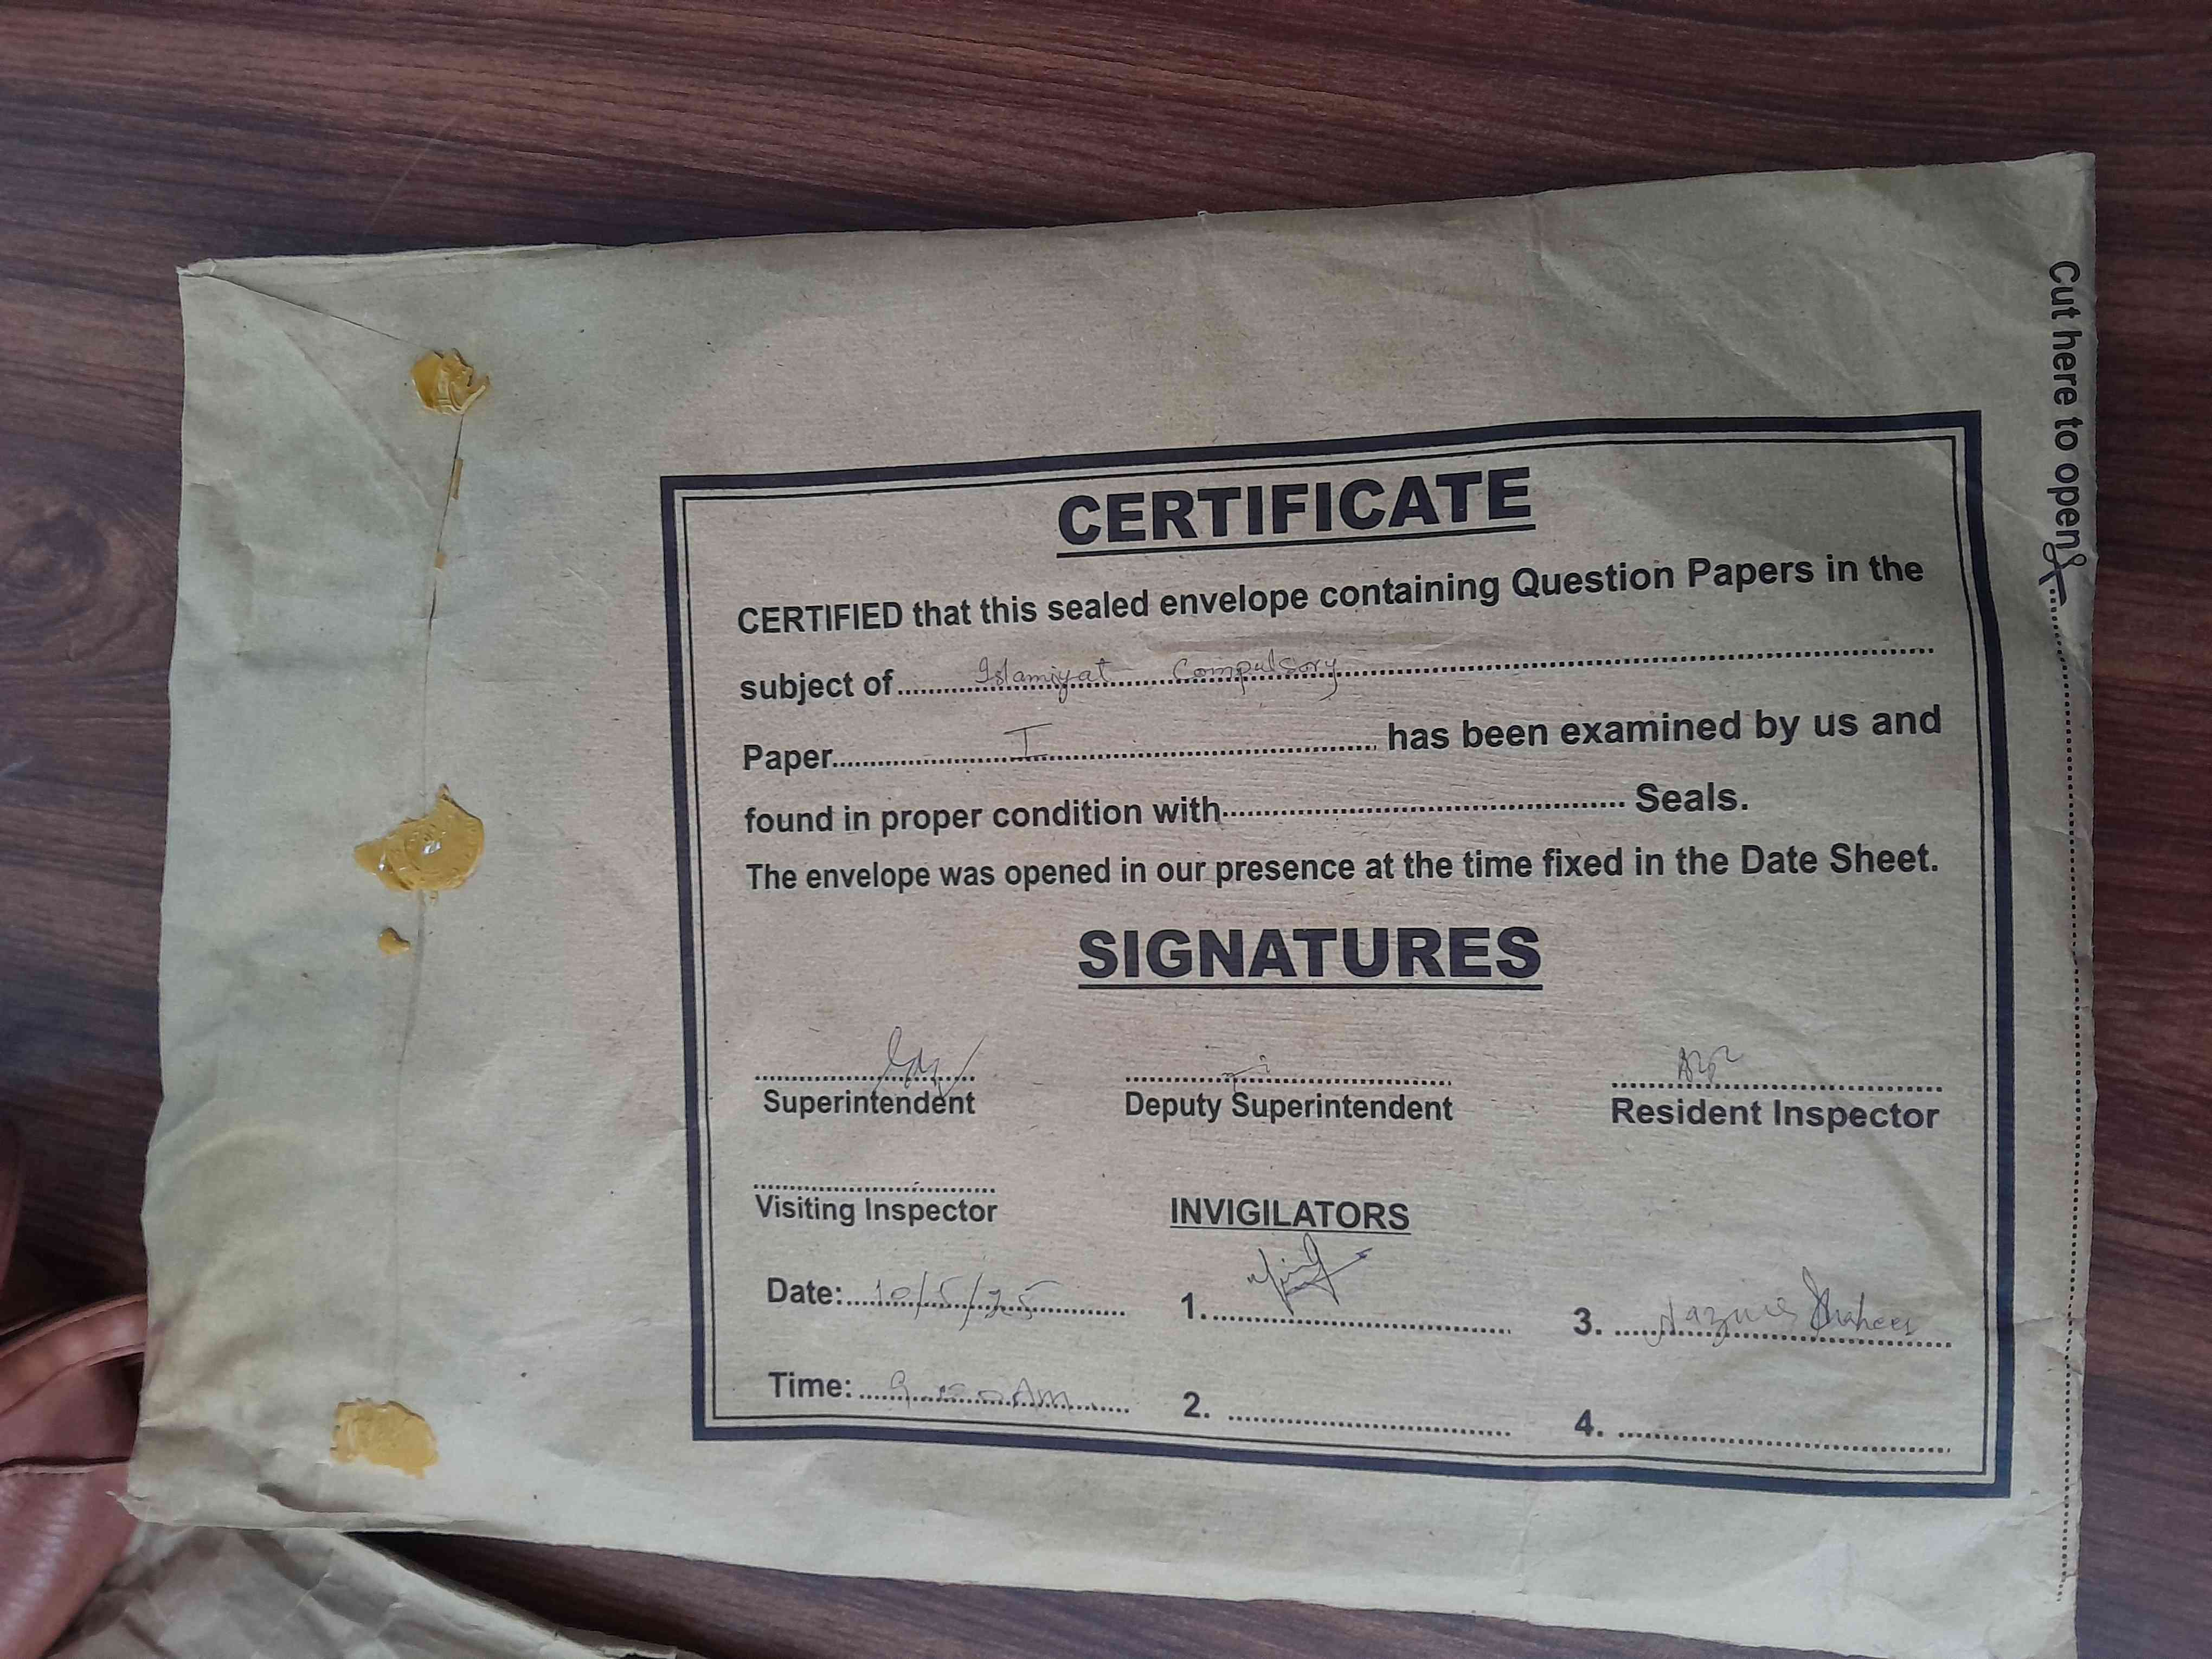 Cut here to open
CERTIFICATE
CERTIFIED that this sealed envelope containing Question Papers in the
subject of Islamiyat Compulsory
Paper I has been examined by us and
found in proper condition with Seals.
The envelope was opened in our presence at the time fixed in the Date Sheet.
SIGNATURES
Superintendent Deputy Superintendent Resident Inspector
Visiting Inspector INVIGILATORS
Date: 10/5/25 1. 3. Shaheen
Time: AM 2. 4.